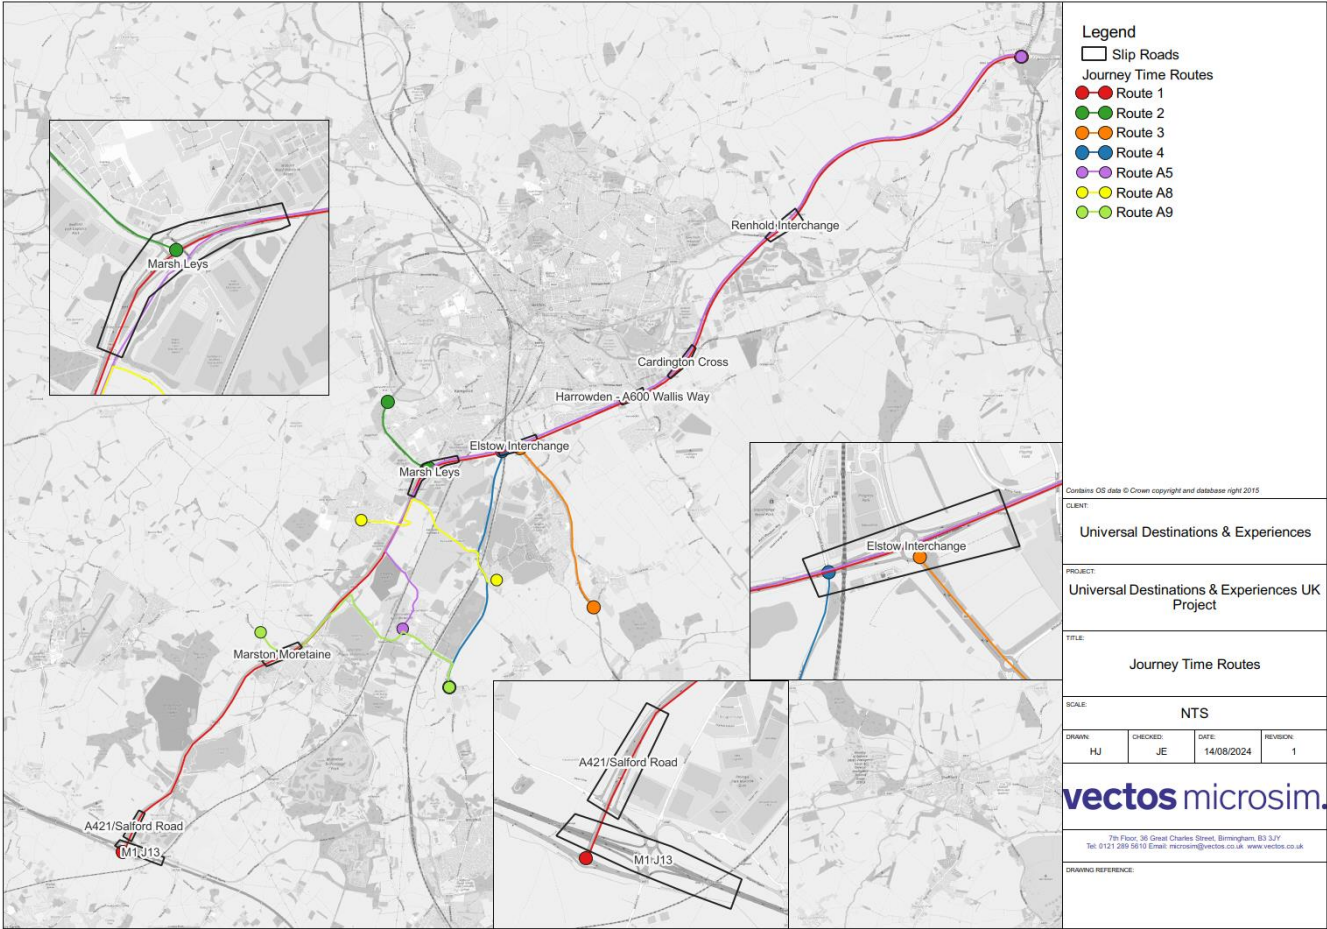 Legend
Slip Roads
Journey Time Routes
Route 1
Route 2
Route 3
Route 4
Route A5
Route A8
Route A9
Marsh Leys
Renhold Interchange
Cardington Cross
Harrowden - A600 Wallis Way
Elstow Interchange
Marsh Leys
Elstow Interchange
Marston Moretaine
A421/Salford Road
M1 J13
A421/Salford Road
M1 J13
Contains OS data © Crown copyright and database right 2015
CLIENT:
Universal Destinations & Experiences
PROJECT:
Universal Destinations & Experiences UK
Project
TITLE:
Journey Time Routes
SCALE:
NTS
DRAWN: CHECKED: DATE: REVISION:
HJ JE 14/08/2024 1
vectos microsim.
7th Floor, 36 Great Charles Street, Birmingham, B3 3JY
Tel: 0121 289 5610 Email: microsim@vectos.co.uk www.vectos.co.uk
DRAWING REFERENCE: